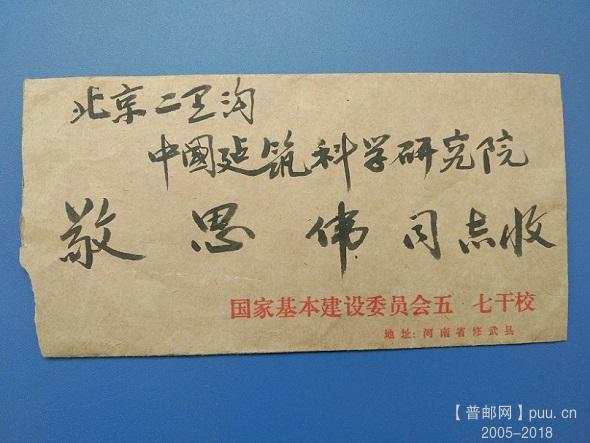 北京二里沟
中國建筑科学研究院
敬思伟同志收
国家基本建设委员会五 七干校
地址:河南省修武县
【普邮网】puu.cn
2005-2018